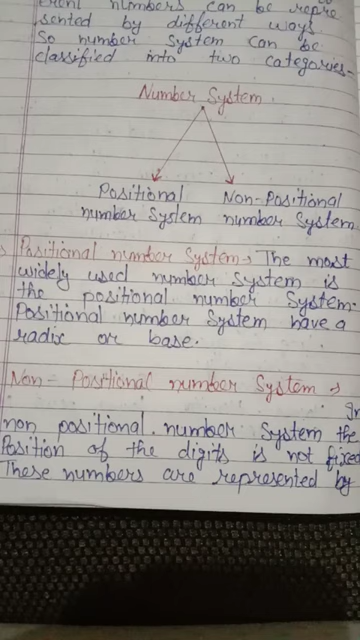 numbers can be repre
sented by different ways
So number System can be
classified into two categories-
Number System
Positional
number System
Non-Positional
number System
Positional number System → The most
widely used number System is
the positional number System.
Positional number System have a
radix or base.
Non-Positional number System →
In
non positional number System the
Position of the digits is not fixed
These numbers are represented by